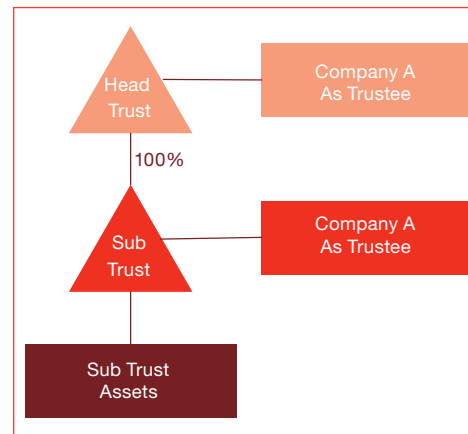 Head
Trust
Company A
As Trustee
100%
Sub
Trust
Company A
As Trustee
Sub Trust
Assets